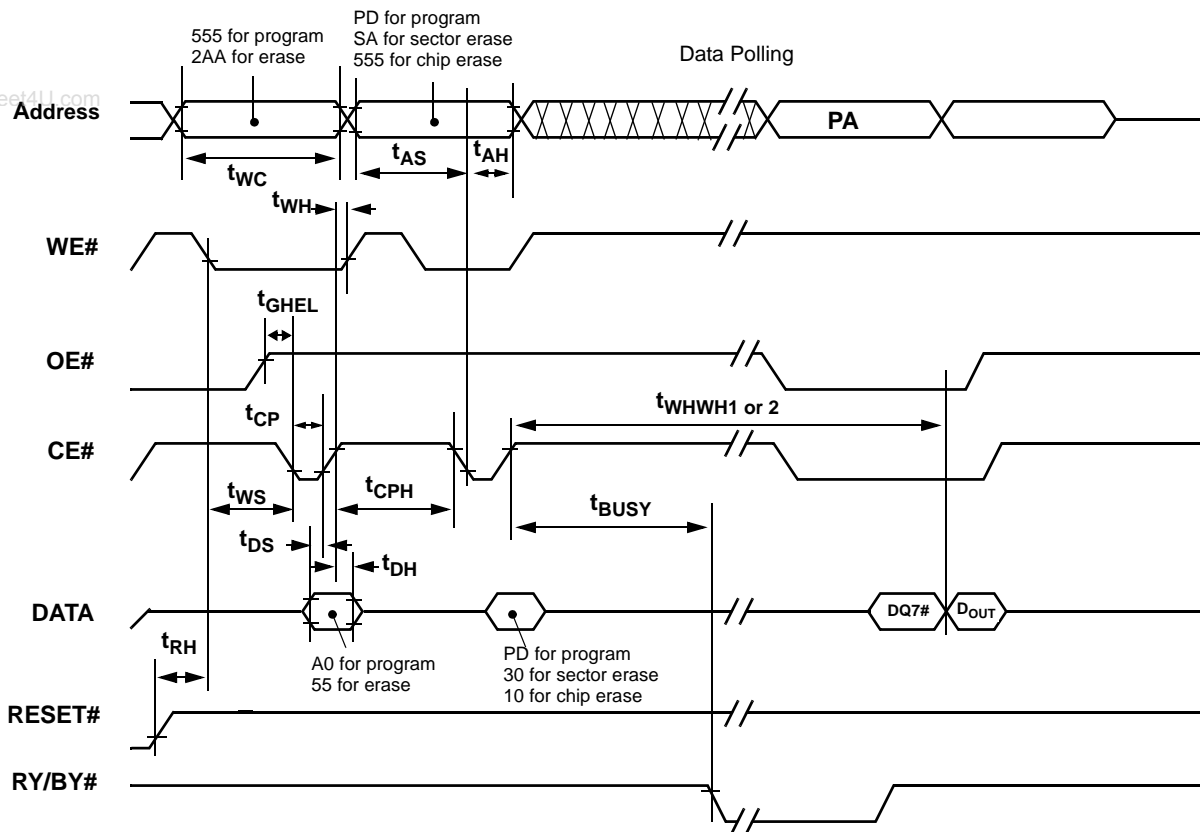 555 for program
2AA for erase
PD for program
SA for sector erase
555 for chip erase
Data Polling
eet4U.com
Address
PA
tWC
tAS
tAH
tWH
WE#
tGHEL
OE#
tWHWH1 or 2
tCP
CE#
tWS
tCPH
tBUSY
tDS
tDH
DATA
DQ7#
DOUT
tRH
A0 for program
55 for erase
PD for program
30 for sector erase
10 for chip erase
RESET#
RY/BY#